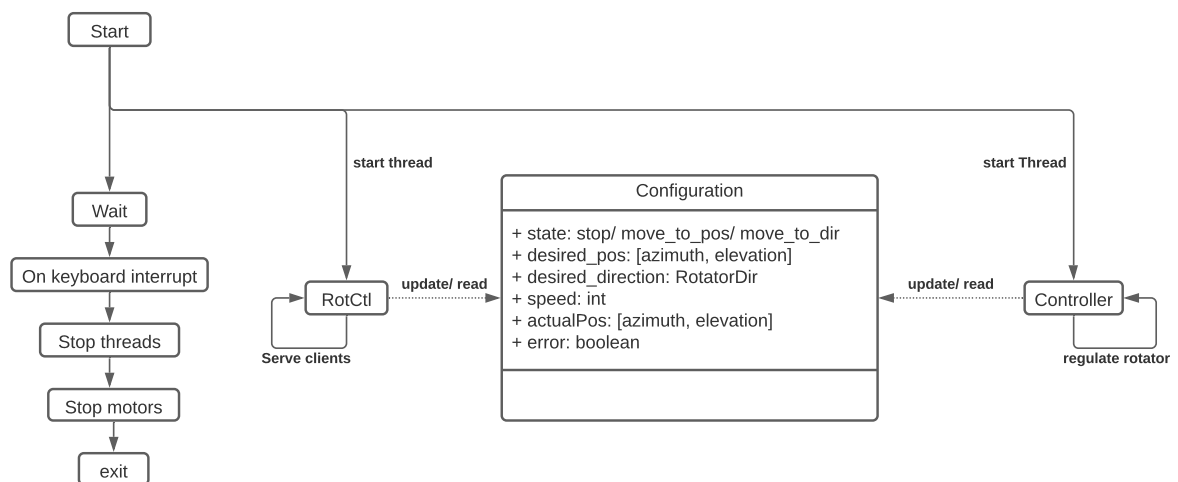 Start
start thread
start Thread
Configuration
Wait
+ state: stop/ move_to_pos/ move_to_dir
+ desired_pos: [azimuth, elevation]
+ desired_direction: RotatorDir
+ speed: int
+ actualPos: [azimuth, elevation]
+ error: boolean
On keyboard interrupt
RotCtl
update/ read
update/ read
Controller
Serve clients
regulate rotator
Stop threads
Stop motors
exit